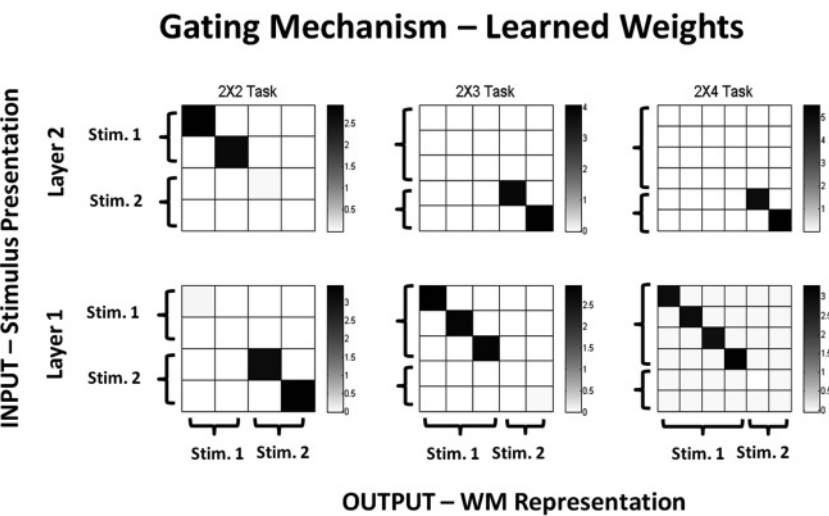 Gating Mechanism – Learned Weights
INPUT – Stimulus Presentation
Layer 2
Stim. 1
Stim. 2
2X2 Task
2.5
2
1.5
1
0.5
2X3 Task
4
3
2
1
0
2X4 Task
5
4
3
2
1
Layer 1
Stim. 1
Stim. 2
3
2.5
2
1.5
1
0.5
0
2.5
2
1.5
1
0.5
0
3
2.5
2
1.5
1
0.5
0
Stim. 1 Stim. 2
Stim. 1 Stim. 2
Stim. 1 Stim. 2
OUTPUT – WM Representation